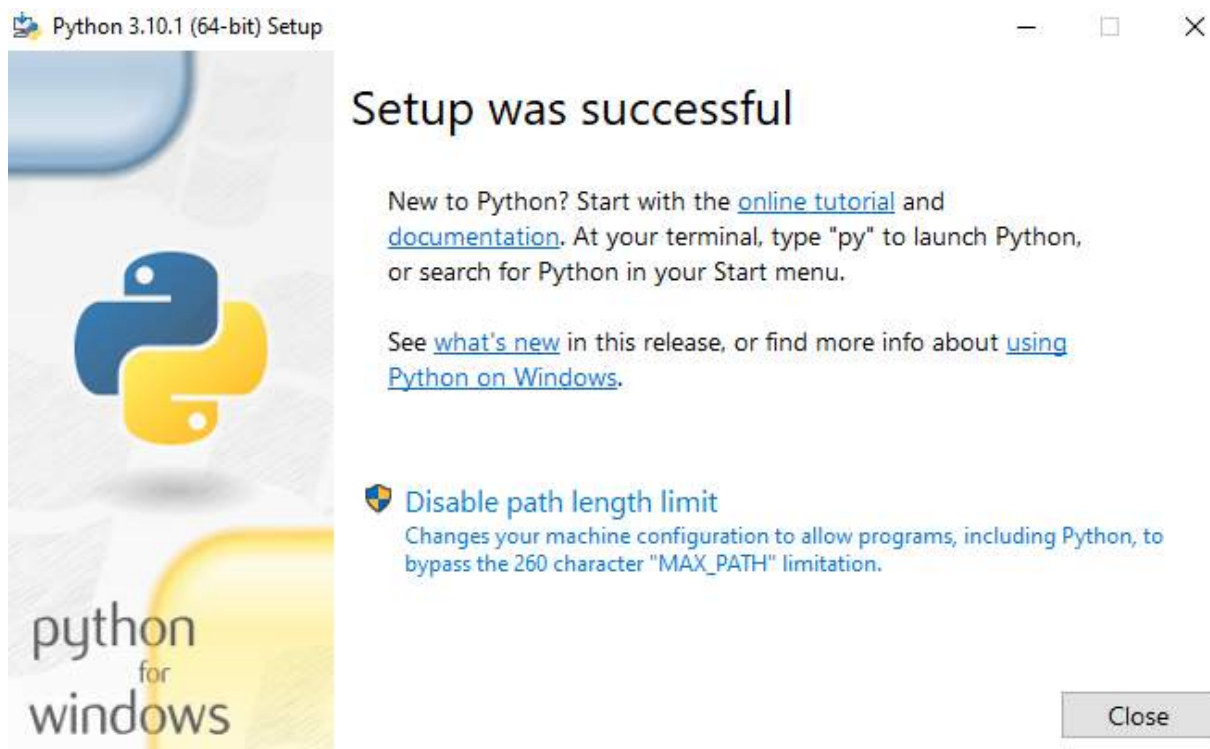 Python 3.10.1 (64-bit) Setup
Setup was successful
New to Python? Start with the online tutorial and
documentation. At your terminal, type "py" to launch Python,
or search for Python in your Start menu.
See what's new in this release, or find more info about using
Python on Windows.
Disable path length limit
Changes your machine configuration to allow programs, including Python, to
bypass the 260 character "MAX_PATH" limitation.
python
for
windows
Close